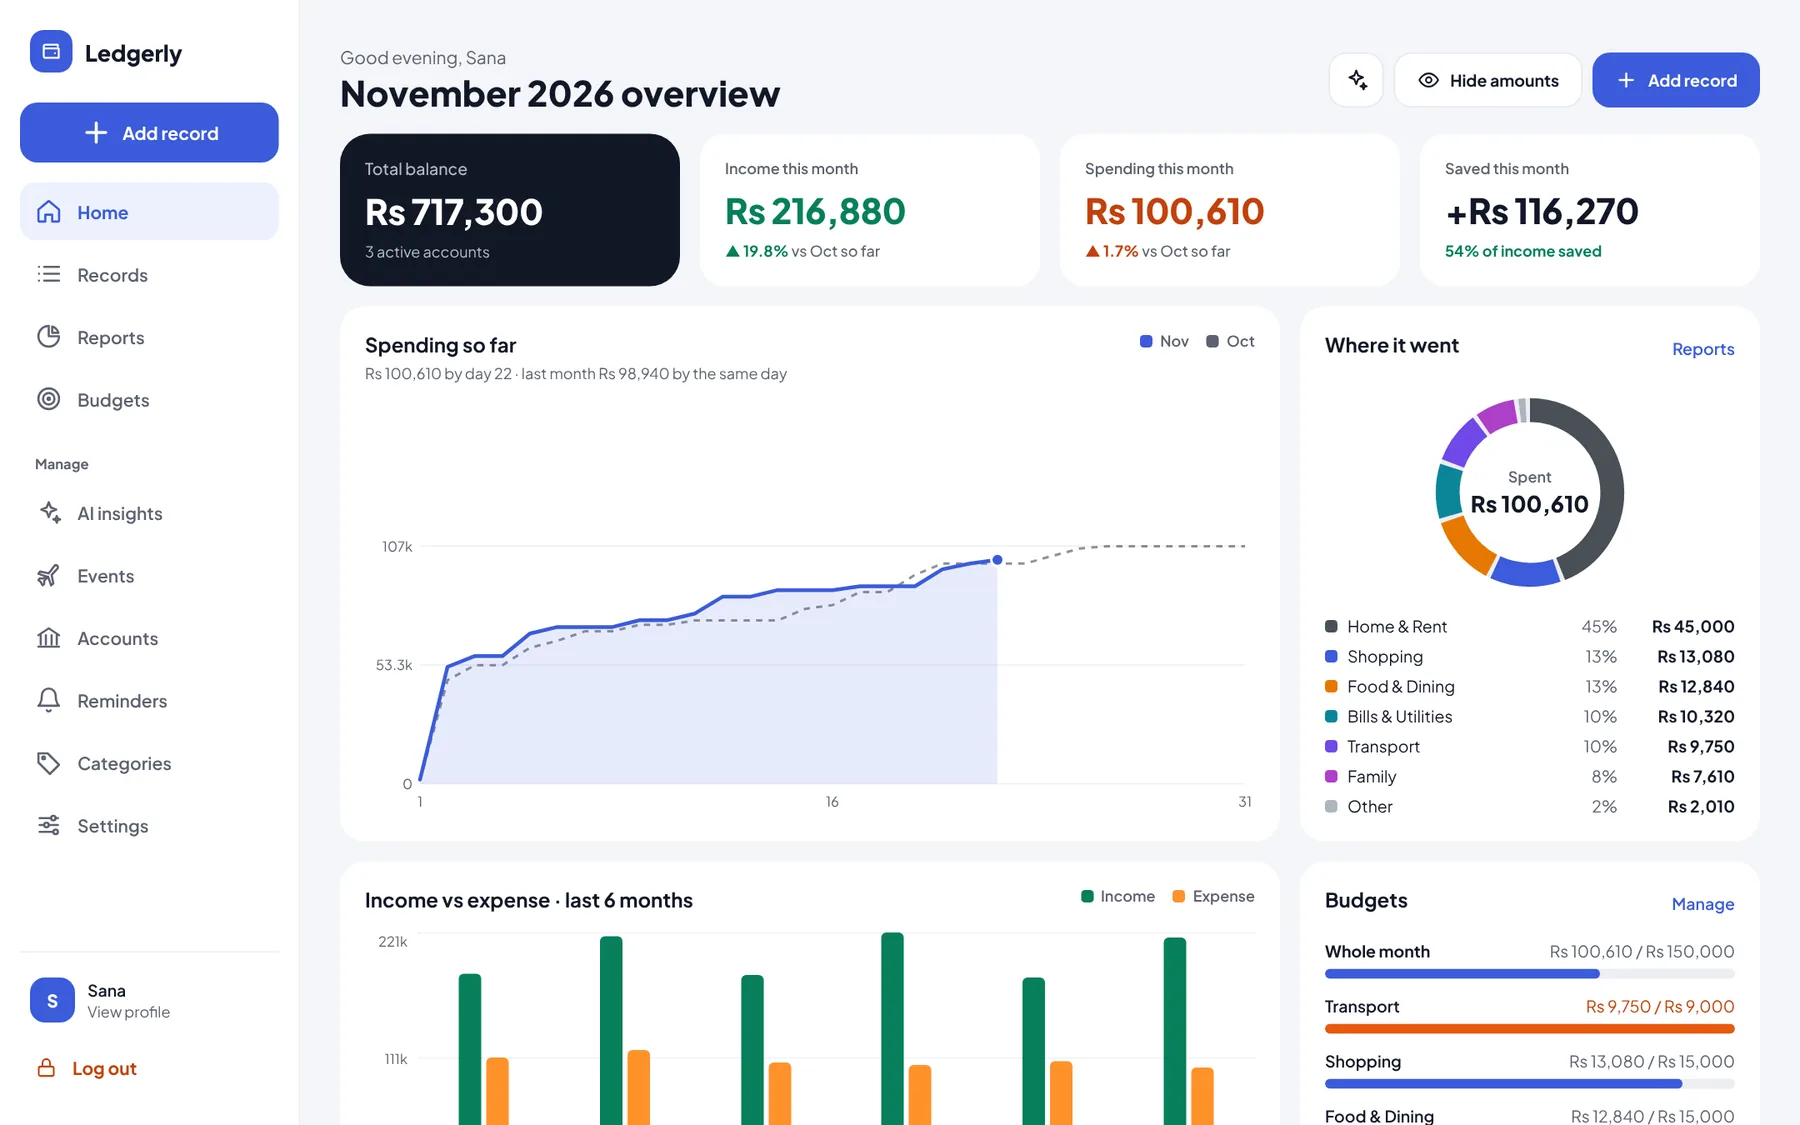 Ledgerly
Add record
Home
Records
Reports
Budgets
Manage
AI insights
Events
Accounts
Reminders
Categories
Settings
S
Sana
View profile
Log out
Good evening, Sana
November 2026 overview
Hide amounts
Add record
Total balance
Rs 717,300
3 active accounts
Income this month
Rs 216,880
▲ 19.8% vs Oct so far
Spending this month
Rs 100,610
▲ 1.7% vs Oct so far
Saved this month
+Rs 116,270
54% of income saved
Spending so far
Rs 100,610 by day 22 · last month Rs 98,940 by the same day
Nov Oct
107k
53.3k
0
1 16 31
Where it went
Reports
Spent
Rs 100,610
Home & Rent 45% Rs 45,000
Shopping 13% Rs 13,080
Food & Dining 13% Rs 12,840
Bills & Utilities 10% Rs 10,320
Transport 10% Rs 9,750
Family 8% Rs 7,610
Other 2% Rs 2,010
Income vs expense · last 6 months
Income Expense
221k
111k
Budgets
Manage
Whole month Rs 100,610 / Rs 150,000
Transport Rs 9,750 / Rs 9,000
Shopping Rs 13,080 / Rs 15,000
Food & Dining Rs 12,840 / Rs 15,000